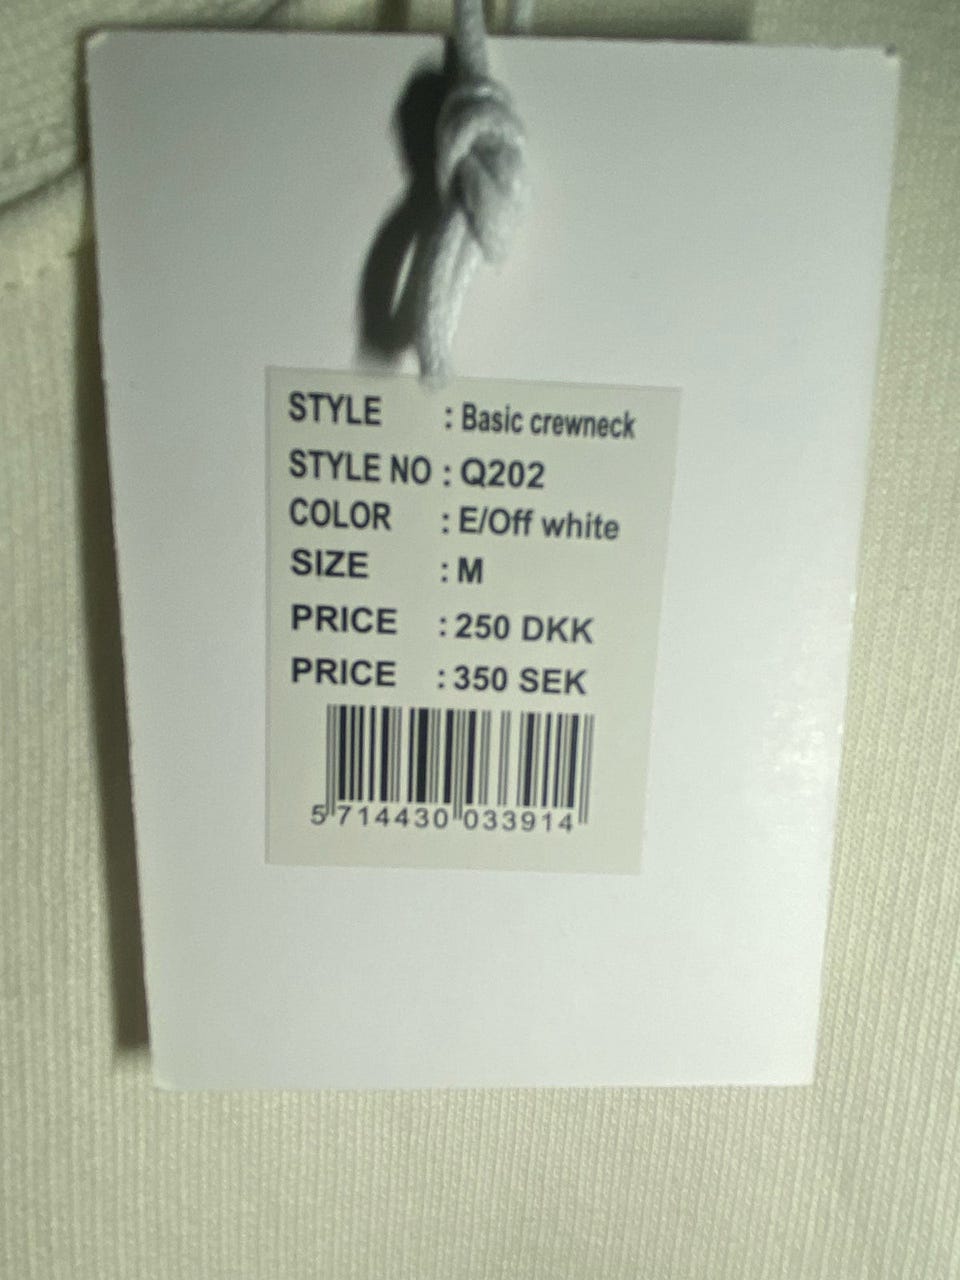 STYLE : Basic crewneck
STYLE NO : Q202
COLOR : E/Off white
SIZE : M
PRICE : 250 DKK
PRICE : 350 SEK
5 714430 033914